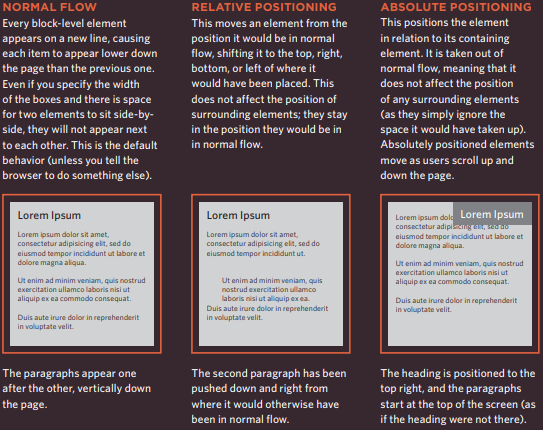 NORMAL FLOW
Every block-level element
appears on a new line, causing
each item to appear lower down
the page than the previous one.
Even if you specify the width
of the boxes and there is space
for two elements to sit side-by-
side, they will not appear next
to each other. This is the default
behavior (unless you tell the
browser to do something else).
Lorem Ipsum
Lorem ipsum dolor sit amet,
consectetur adipisicing elit, sed do
eiusmod tempor incididunt ut labore et
dolore magna aliqua.
Ut enim ad minim veniam, quis nostrud
exercitation ullamco laboris nisi ut
aliquip ex ea commodo consequat.
Duis aute irure dolor in reprehenderit
in voluptate velit.
The paragraphs appear one
after the other, vertically down
the page.
RELATIVE POSITIONING
This moves an element from the
position it would be in normal
flow, shifting it to the top, right,
bottom, or left of where it
would have been placed. This
does not affect the position of
surrounding elements; they stay
in the position they would be in
in normal flow.
Lorem Ipsum
Lorem ipsum dolor sit amet,
consectetur adipisicing elit, sed do
eiusmod tempor incididunt ut.
Ut enim ad minim veniam, quis
nostrud exercitation ullamco
laboris nisi ut aliquip ex ea.
Duis aute irure dolor in reprehenderit
in voluptate velit.
The second paragraph has been
pushed down and right from
where it would otherwise have
been in normal flow.
ABSOLUTE POSITIONING
This positions the element
in relation to its containing
element. It is taken out of
normal flow, meaning that it
does not affect the position
of any surrounding elements
(as they simply ignore the
space it would have taken up).
Absolutely positioned elements
move as users scroll up and
down the page.
Lorem Ipsum
Lorem ipsum
consectetur adipisicing elit, sed do
eiusmod tempor incididunt ut labore et
dolore magna aliqua.
Ut enim ad minim veniam, quis nostrud
exercitation ullamco laboris nisi ut
aliquip ex ea commodo consequat.
Duis aute irure dolor in reprehenderit
in voluptate velit.
The heading is positioned to the
top right, and the paragraphs
start at the top of the screen (as
if the heading were not there).